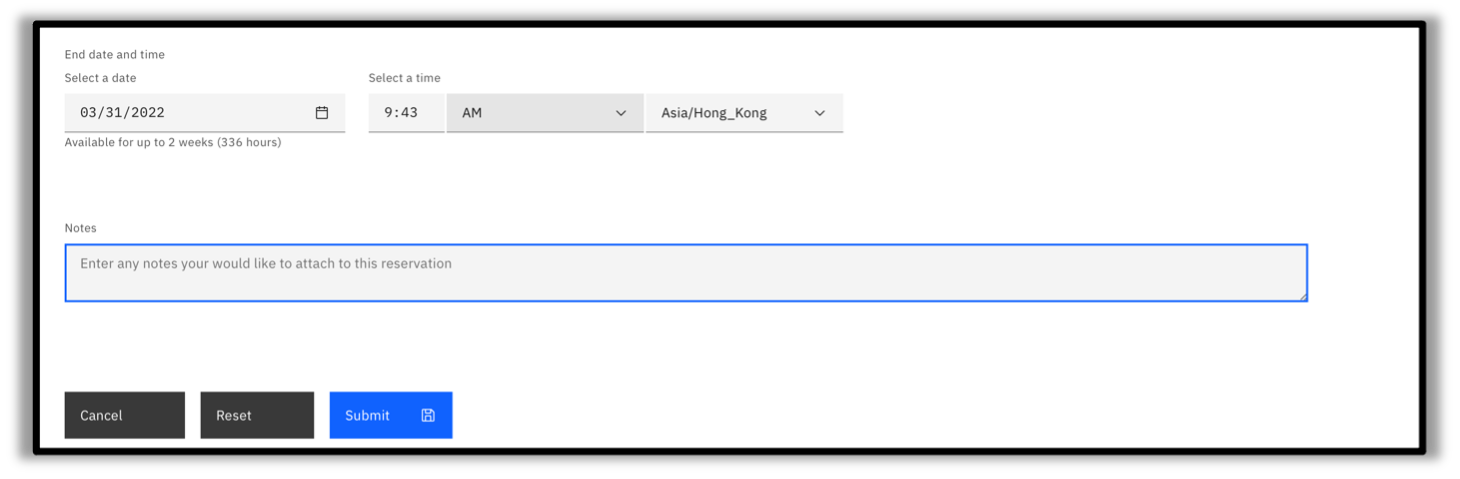 End date and time
Select a date Select a time
03/31/2022 9:43 AM Asia/Hong_Kong
Available for up to 2 weeks (336 hours)
Notes
Enter any notes your would like to attach to this reservation
Cancel Reset Submit